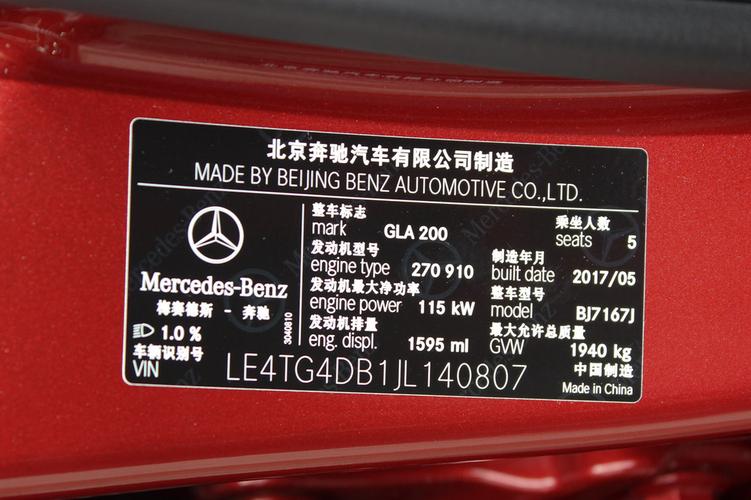 北京奔驰汽车有限公司制造
MADE BY BEIJING BENZ AUTOMOTIVE CO.,LTD.
整车标志
mark GLA 200
乘坐人数
seats 5
发动机型号
engine type 270 910
制造年月
built date 2017/05
发动机最大净功率
engine power 115 kW
整车型号
model BJ7167J
发动机排量
eng. displ. 1595 ml
最大允许总质量
GVW 1940 kg
Mercedes-Benz
梅赛德斯 - 奔驰
1.0 %
3040810
车辆识别号
VIN LE4TG4DB1JL140807
中国制造
Made in China